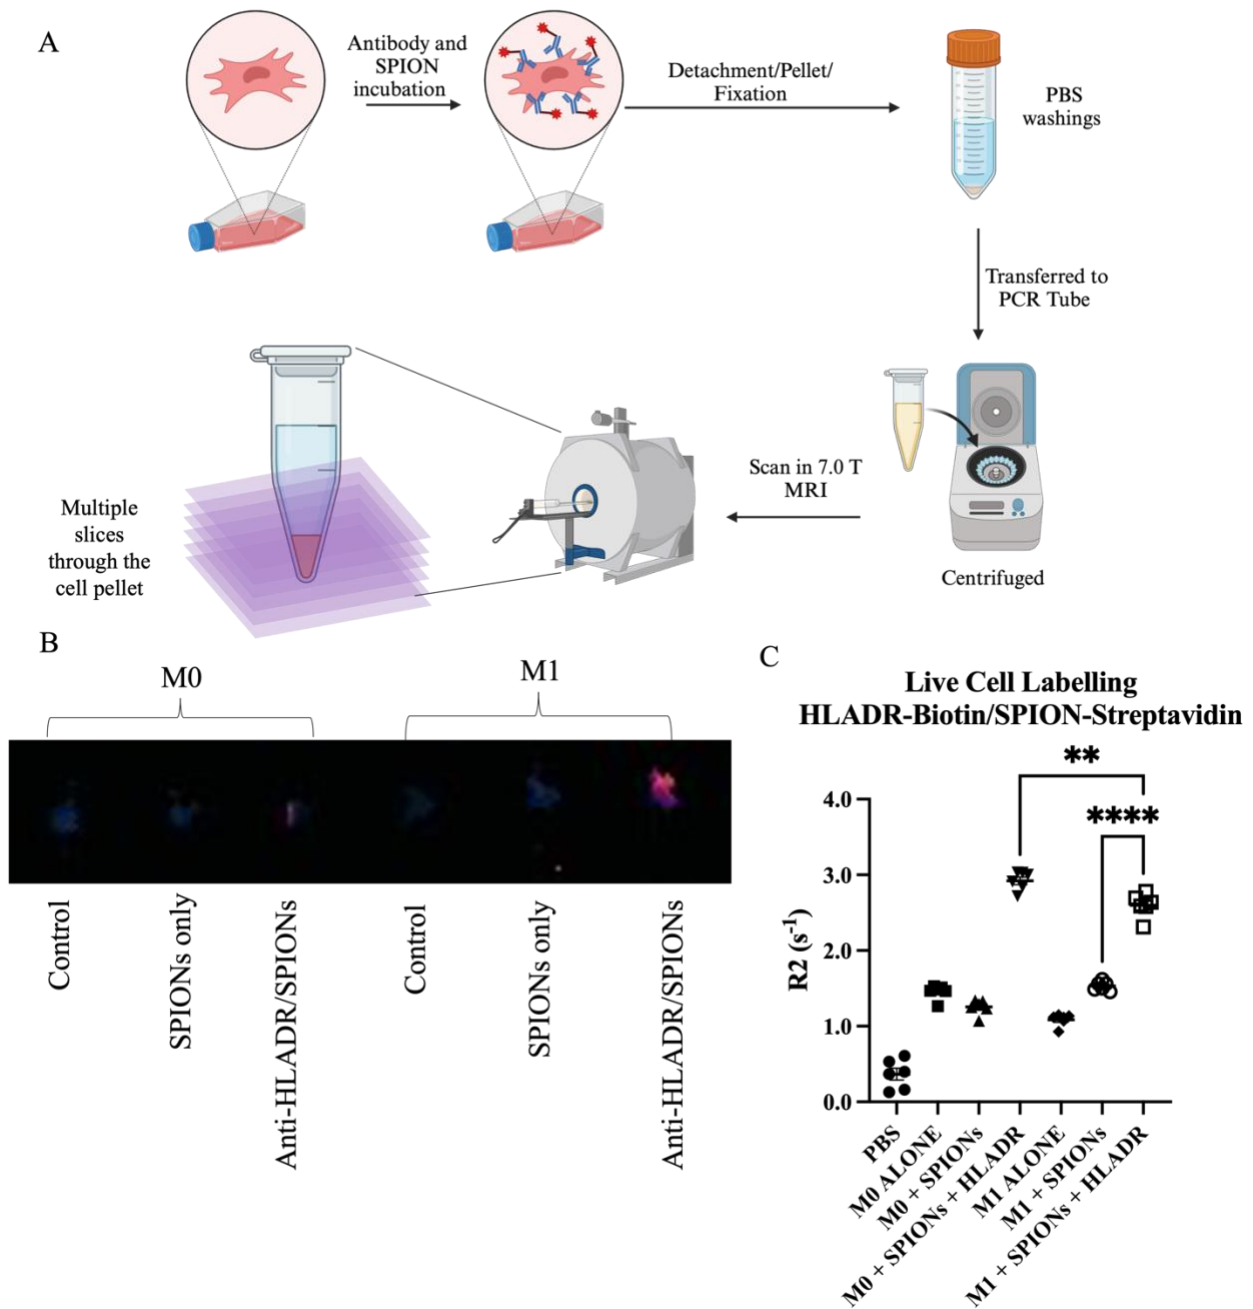 A
Antibody and
SPION
incubation
Detachment/Pellet/
Fixation
PBS
washings
Transferred to
PCR Tube
Centrifuged
Scan in 7.0 T
MRI
Multiple
slices
through the
cell pellet
B
M0
M1
Control
SPIONs only
Anti-HLADR/SPIONs
Control
SPIONs only
Anti-HLADR/SPIONs
C
Live Cell Labelling
HLADR-Biotin/SPION-Streptavidin
**
****
R2 (s⁻¹)
4.0
3.0
2.0
1.0
0.0
PBS
M0 ALONE
M0 + SPIONs
M0 + SPIONs + HLADR
M1 ALONE
M1 + SPIONs
M1 + SPIONs + HLADR